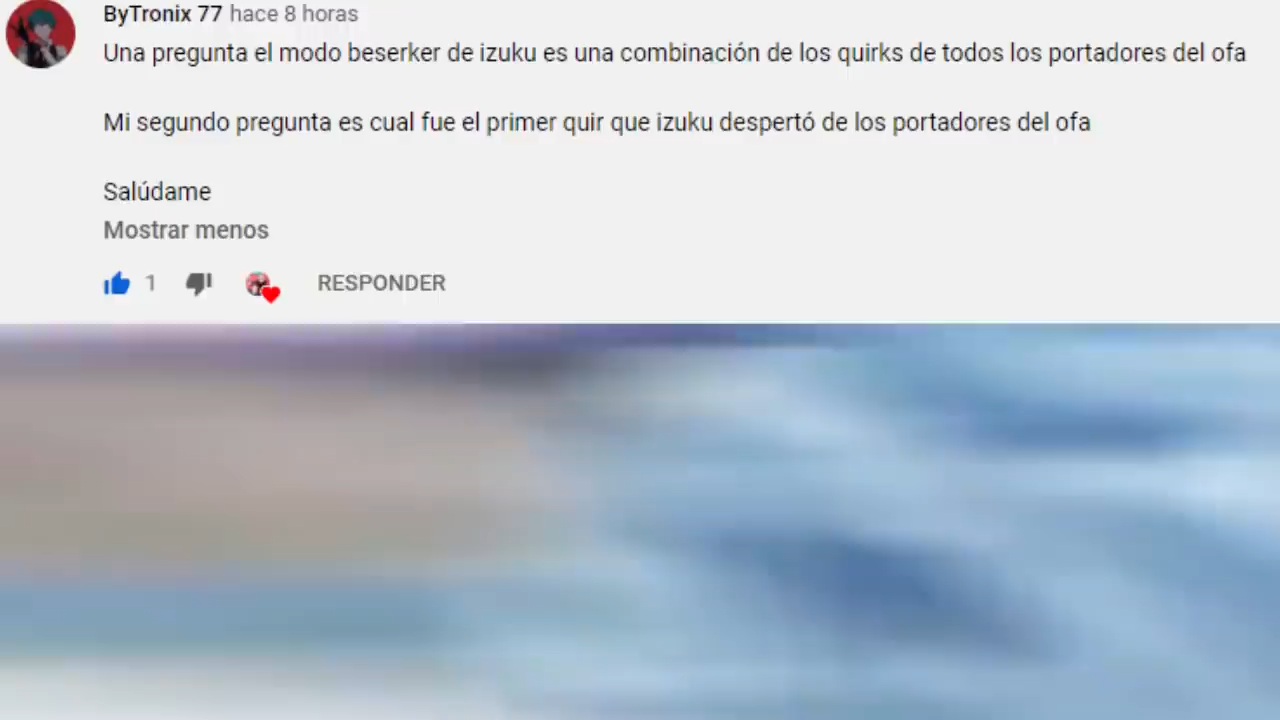 ByTronix 77 hace 8 horas
Una pregunta el modo beserker de izuku es una combinación de los quirks de todos los portadores del ofa
Mi segundo pregunta es cual fue el primer quir que izuku despertó de los portadores del ofa
Salúdame
Mostrar menos
1 RESPONDER